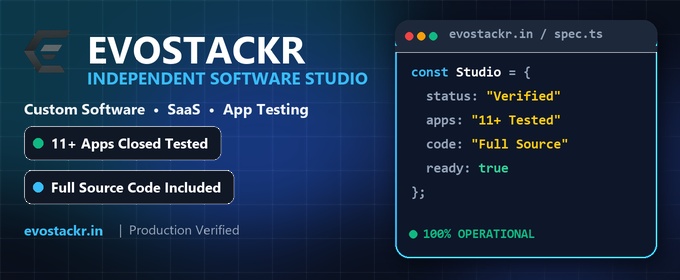 EVOSTACKR
INDEPENDENT SOFTWARE STUDIO
Custom Software • SaaS • App Testing
11+ Apps Closed Tested
Full Source Code Included
evostackr.in | Production Verified
evostackr.in / spec.ts
const Studio = {
status: "Verified"
apps: "11+ Tested"
code: "Full Source"
ready: true
};
100% OPERATIONAL